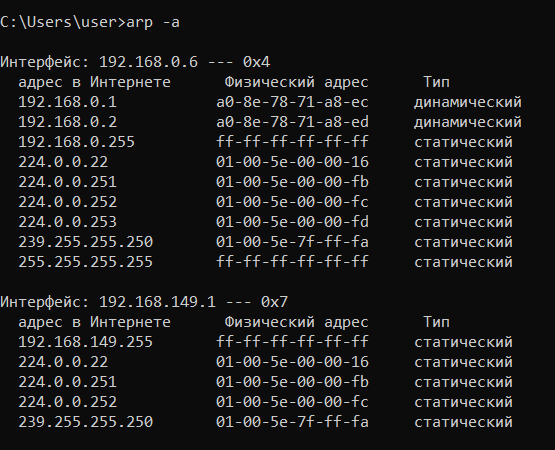 C:\Users\user>arp -a
Интерфейс: 192.168.0.6 --- 0x4
адрес в Интернете Физический адрес Тип
192.168.0.1 a0-8e-78-71-a8-ec динамический
192.168.0.2 a0-8e-78-71-a8-ed динамический
192.168.0.255 ff-ff-ff-ff-ff-ff статический
224.0.0.22 01-00-5e-00-00-16 статический
224.0.0.251 01-00-5e-00-00-fb статический
224.0.0.252 01-00-5e-00-00-fc статический
224.0.0.253 01-00-5e-00-00-fd статический
239.255.255.250 01-00-5e-7f-ff-fa статический
255.255.255.255 ff-ff-ff-ff-ff-ff статический
Интерфейс: 192.168.149.1 --- 0x7
адрес в Интернете Физический адрес Тип
192.168.149.255 ff-ff-ff-ff-ff-ff статический
224.0.0.22 01-00-5e-00-00-16 статический
224.0.0.251 01-00-5e-00-00-fb статический
224.0.0.252 01-00-5e-00-00-fc статический
239.255.255.250 01-00-5e-7f-ff-fa статический